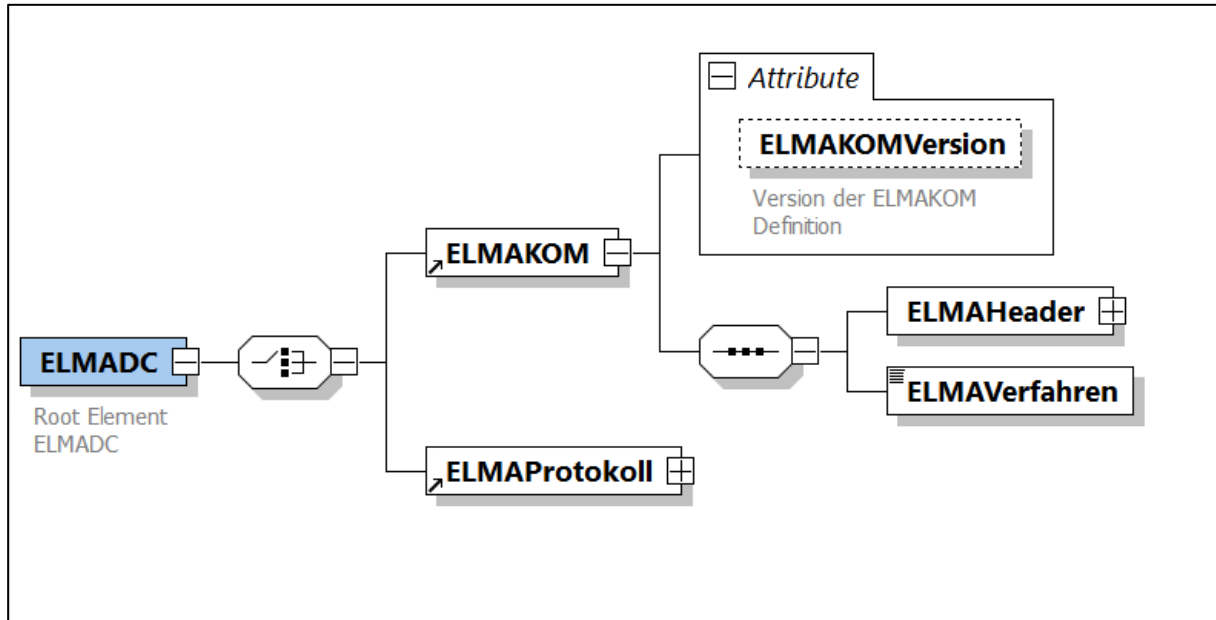 Attribute
ELMAKOMVersion
Version der ELMAKOM
Definition
ELMAKOM
ELMAHeader
ELMADC
ELMAVerfahren
Root Element
ELMADC
ELMAProtokoll